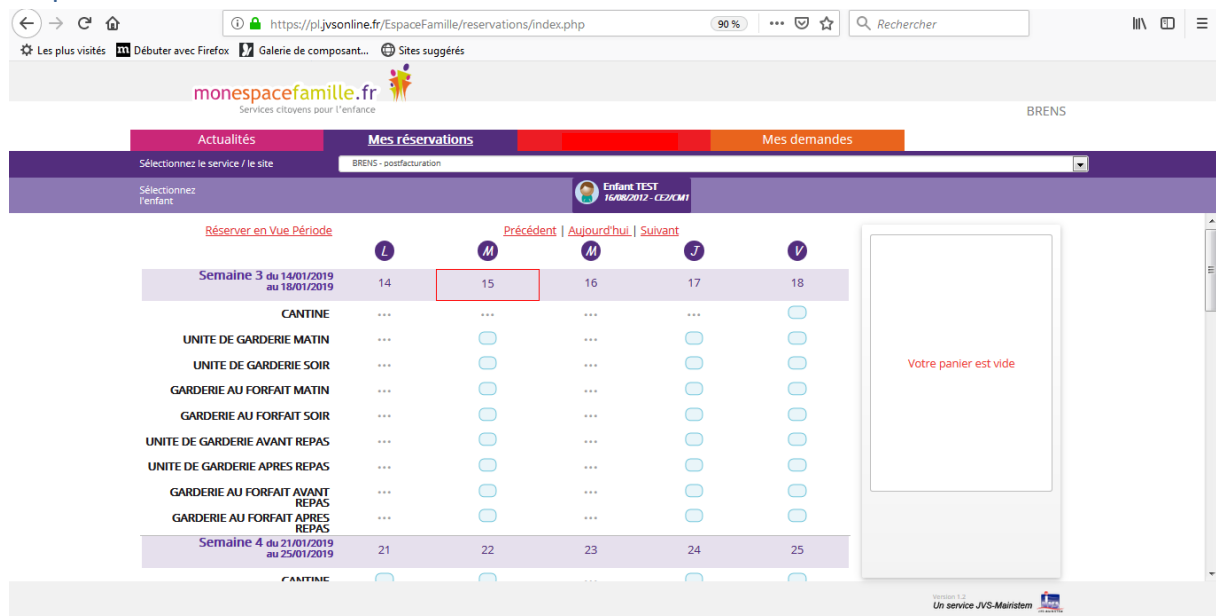 https://pl.jvsonline.fr/EspaceFamille/reservations/index.php 90 % Rechercher
Les plus visités Débuter avec Firefox Galerie de composant... Sites suggérés
monespacefamille.fr
Services citoyens pour l'enfance
BRENS
Actualités Mes réservations Mes demandes
Sélectionnez le service / le site BRENS - postfacturation
Sélectionnez l'enfant
Enfant TEST
16/08/2012 - CE2/CM1
Réserver en Vue Période Précédent | Aujourd'hui | Suivant
L M M J V
Semaine 3 du 14/01/2019 au 18/01/2019 14 15 16 17 18
CANTINE ... ... ... ...
UNITE DE GARDERIE MATIN ... ...
UNITE DE GARDERIE SOIR ... ...
GARDERIE AU FORFAIT MATIN ... ...
GARDERIE AU FORFAIT SOIR ... ...
UNITE DE GARDERIE AVANT REPAS ... ...
UNITE DE GARDERIE APRES REPAS ... ...
GARDERIE AU FORFAIT AVANT REPAS ... ...
GARDERIE AU FORFAIT APRES REPAS ... ...
Semaine 4 du 21/01/2019 au 25/01/2019 21 22 23 24 25
CANTINE ...
Votre panier est vide
Version 1.2
Un service JVS-Mairistem